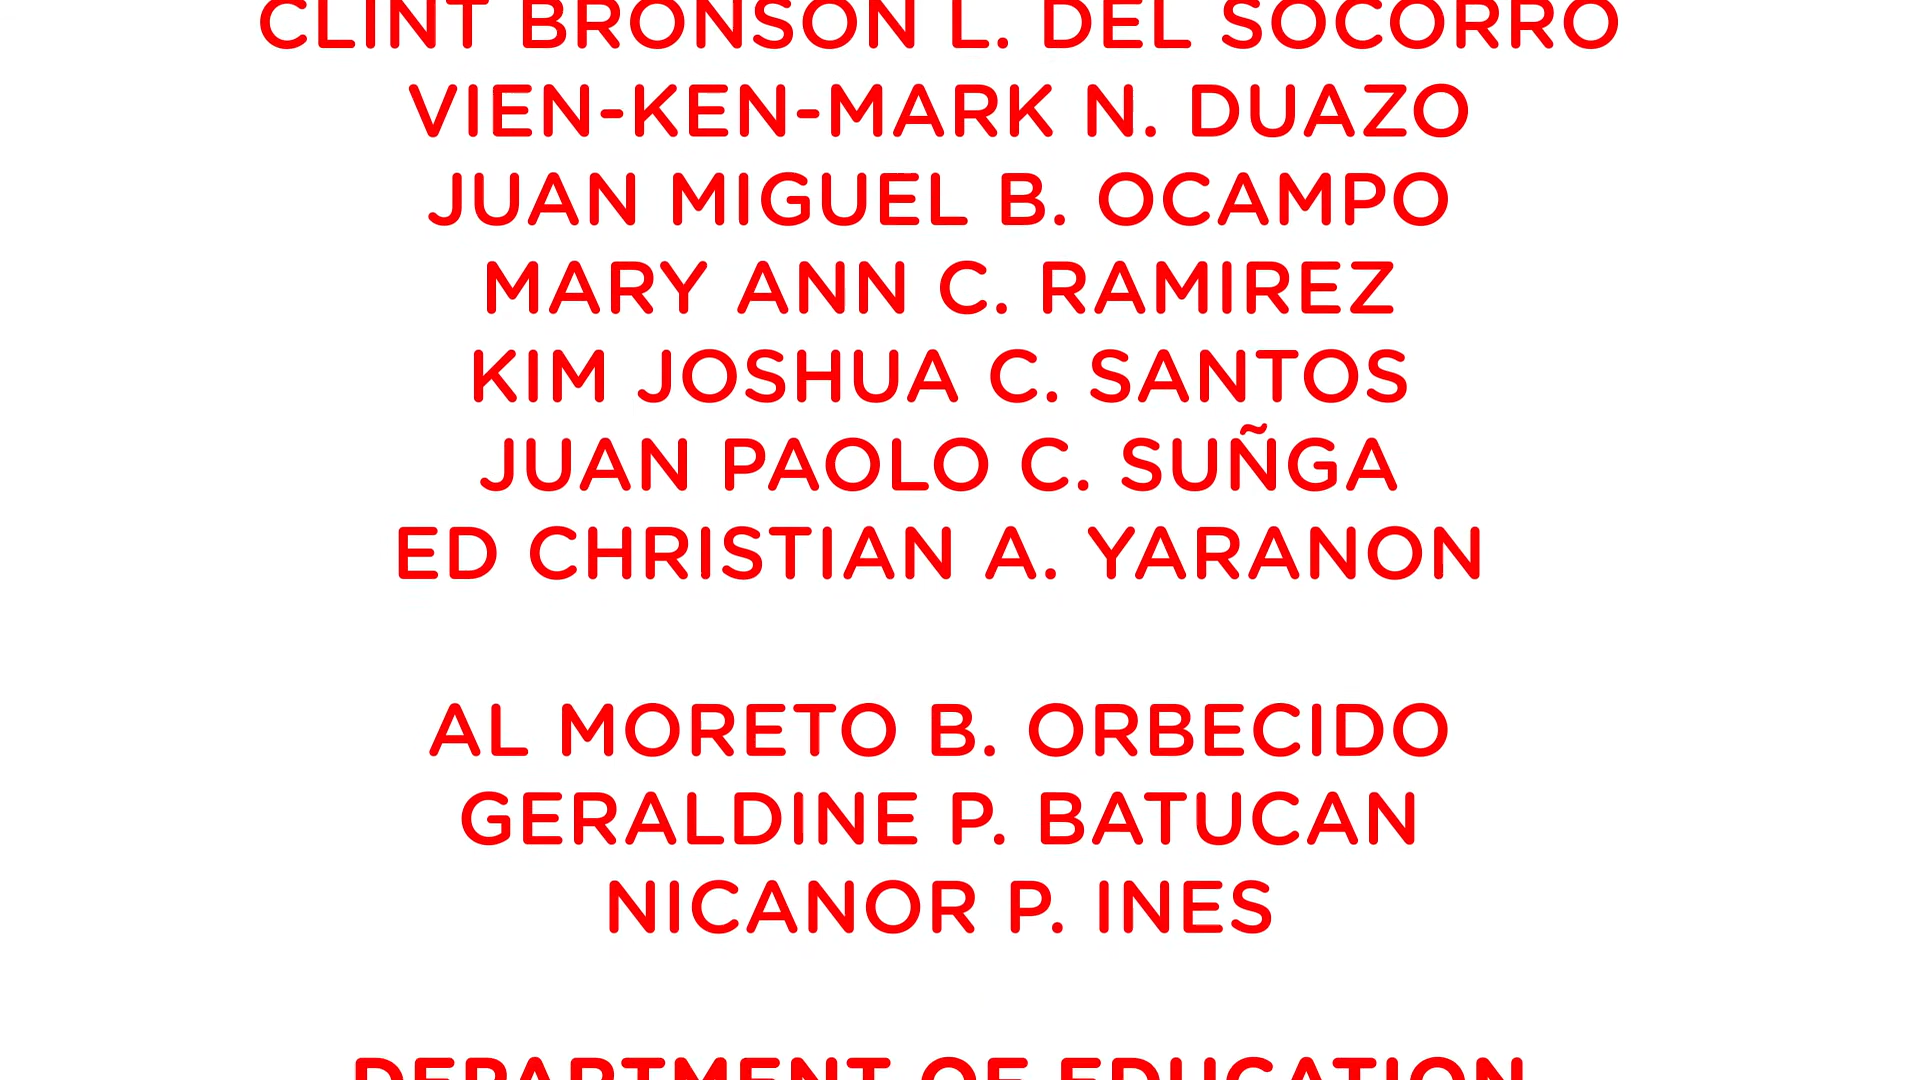 CLINT BRONSON L. DEL SOCORRO
VIEN-KEN-MARK N. DUAZO
JUAN MIGUEL B. OCAMPO
MARY ANN C. RAMIREZ
KIM JOSHUA C. SANTOS
JUAN PAOLO C. SUÑGA
ED CHRISTIAN A. YARANON
AL MORETO B. ORBECIDO
GERALDINE P. BATUCAN
NICANOR P. INES
DEPARTMENT OF EDUCATION